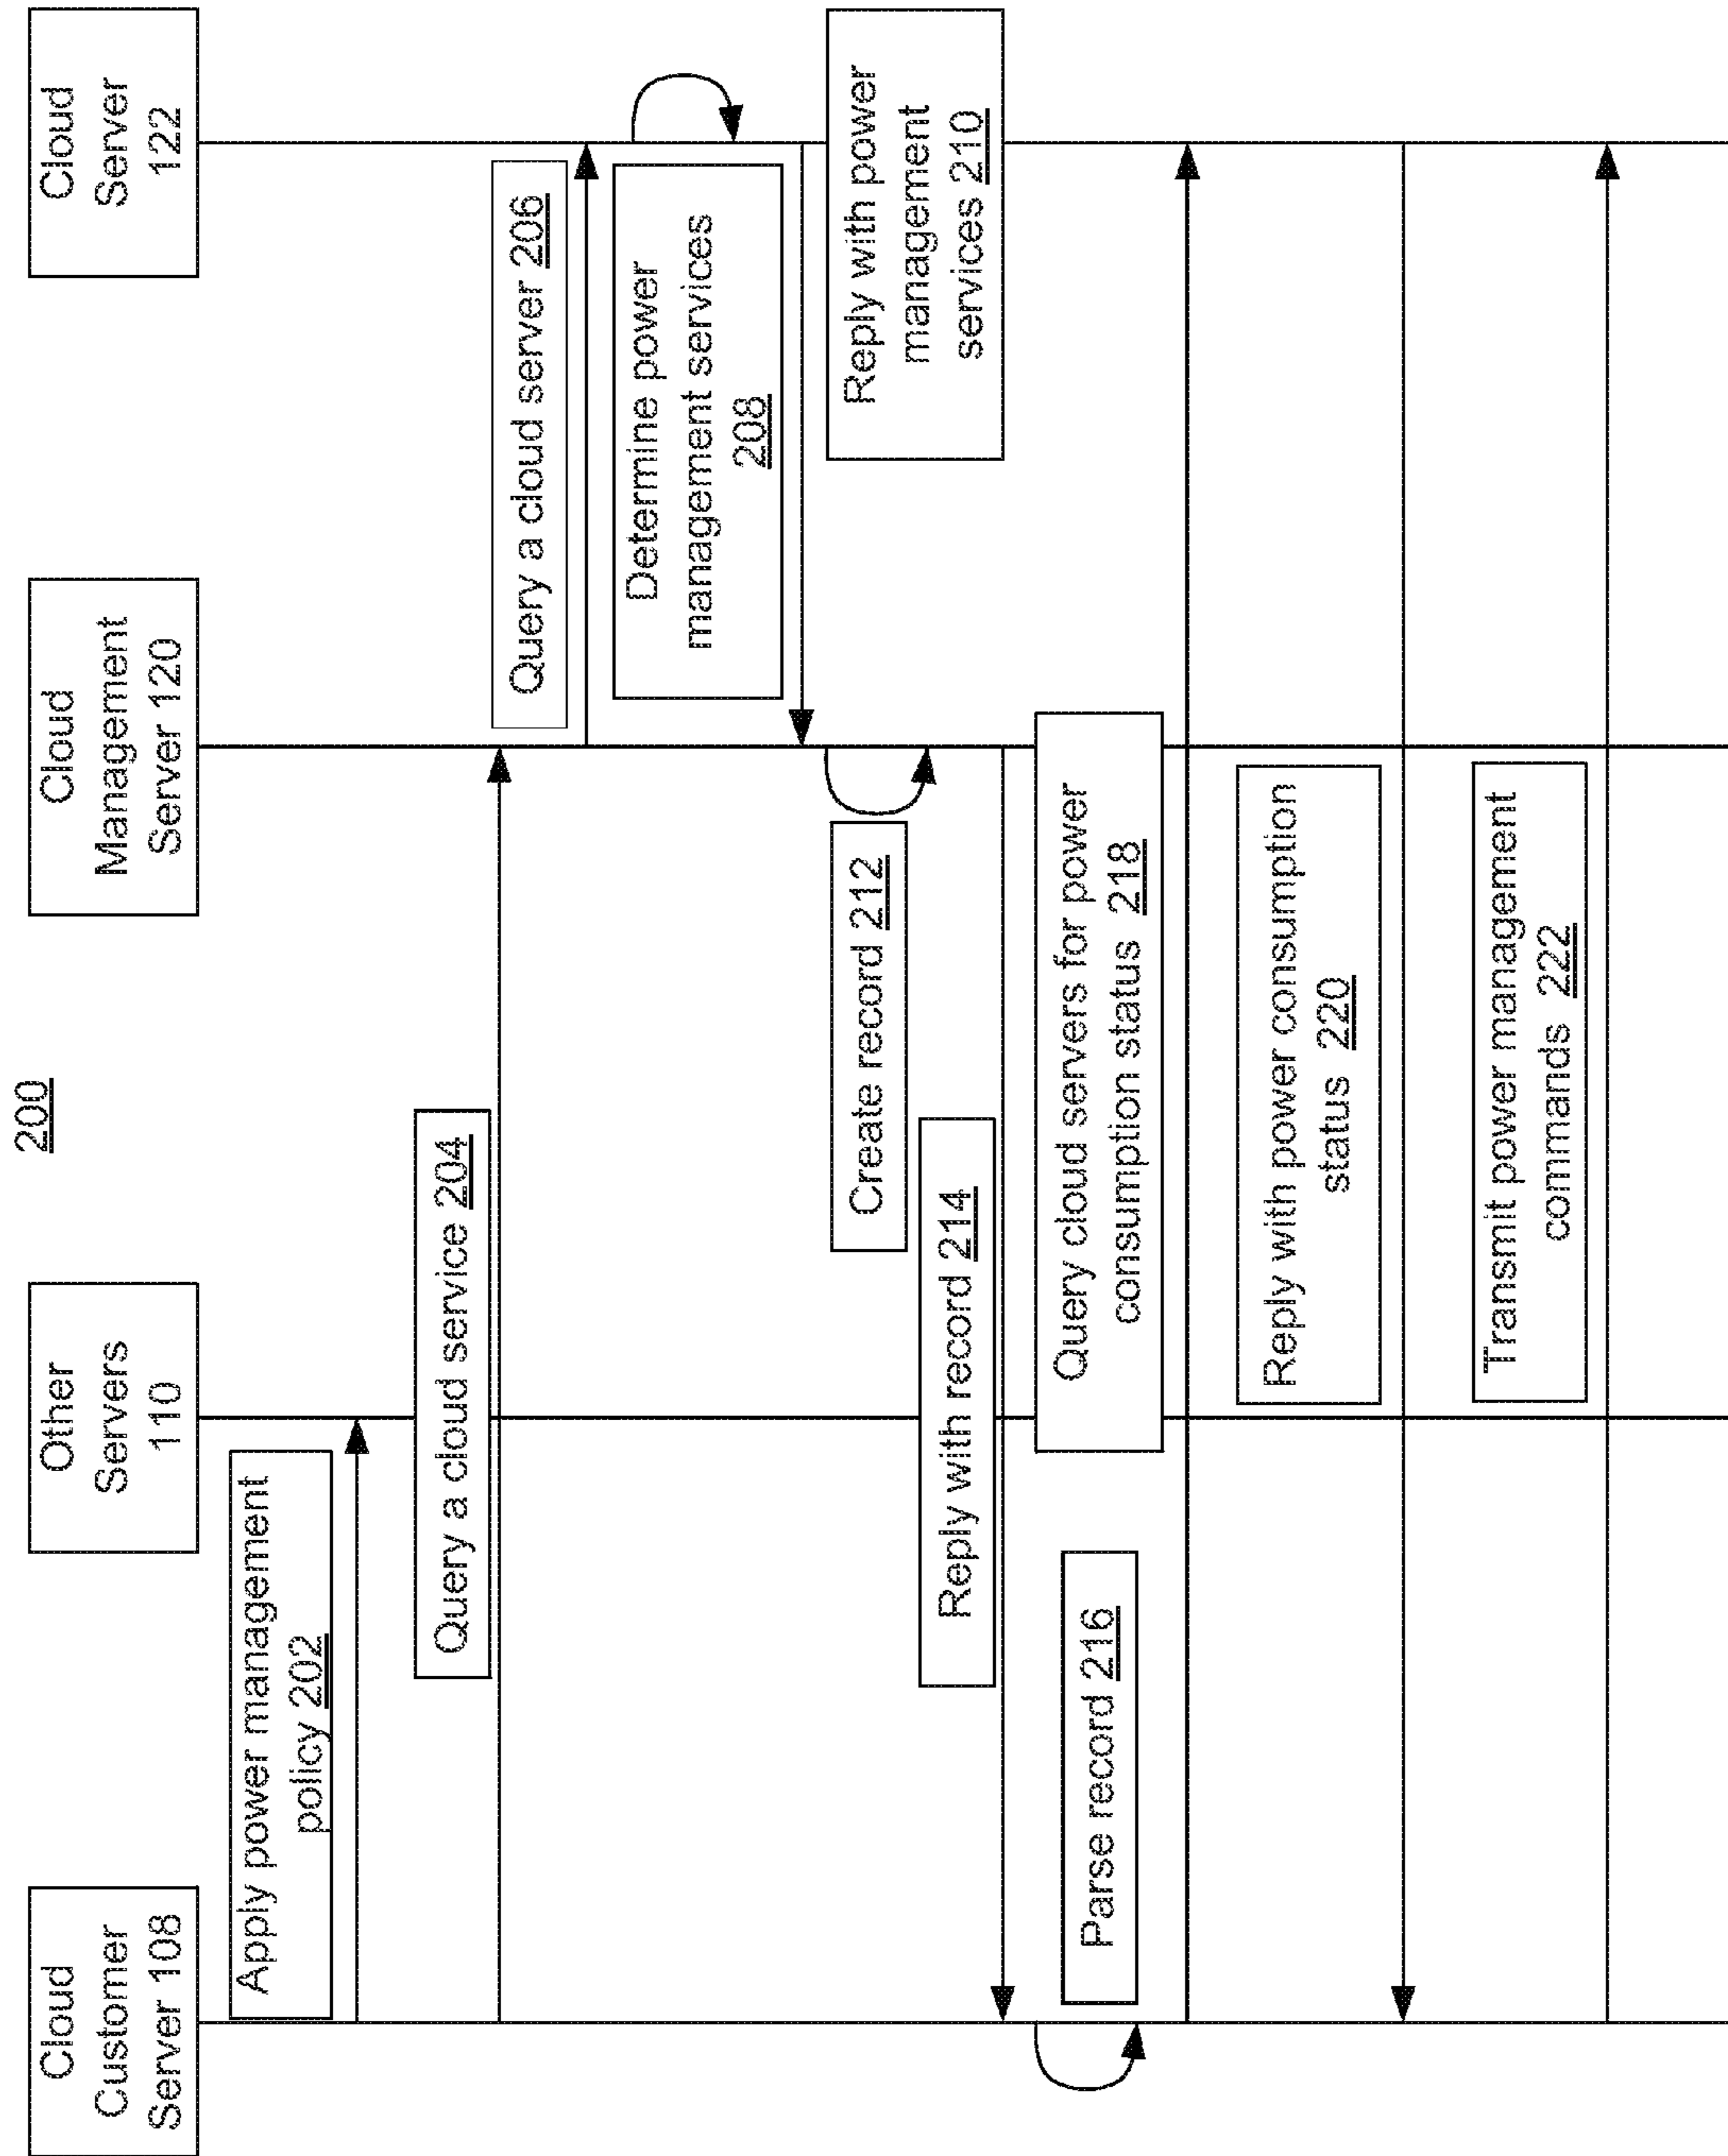 200
Cloud
Customer
Server 108
Other
Servers
110
Cloud
Management
Server 120
Cloud
Server
122
Apply power management
policy 202
Query a cloud service 204
Query a cloud server 206
Determine power
management services
208
Reply with power
management
services 210
Create record 212
Reply with record 214
Parse record 216
Query cloud servers for power
consumption status 218
Reply with power consumption
status 220
Transmit power management
commands 222